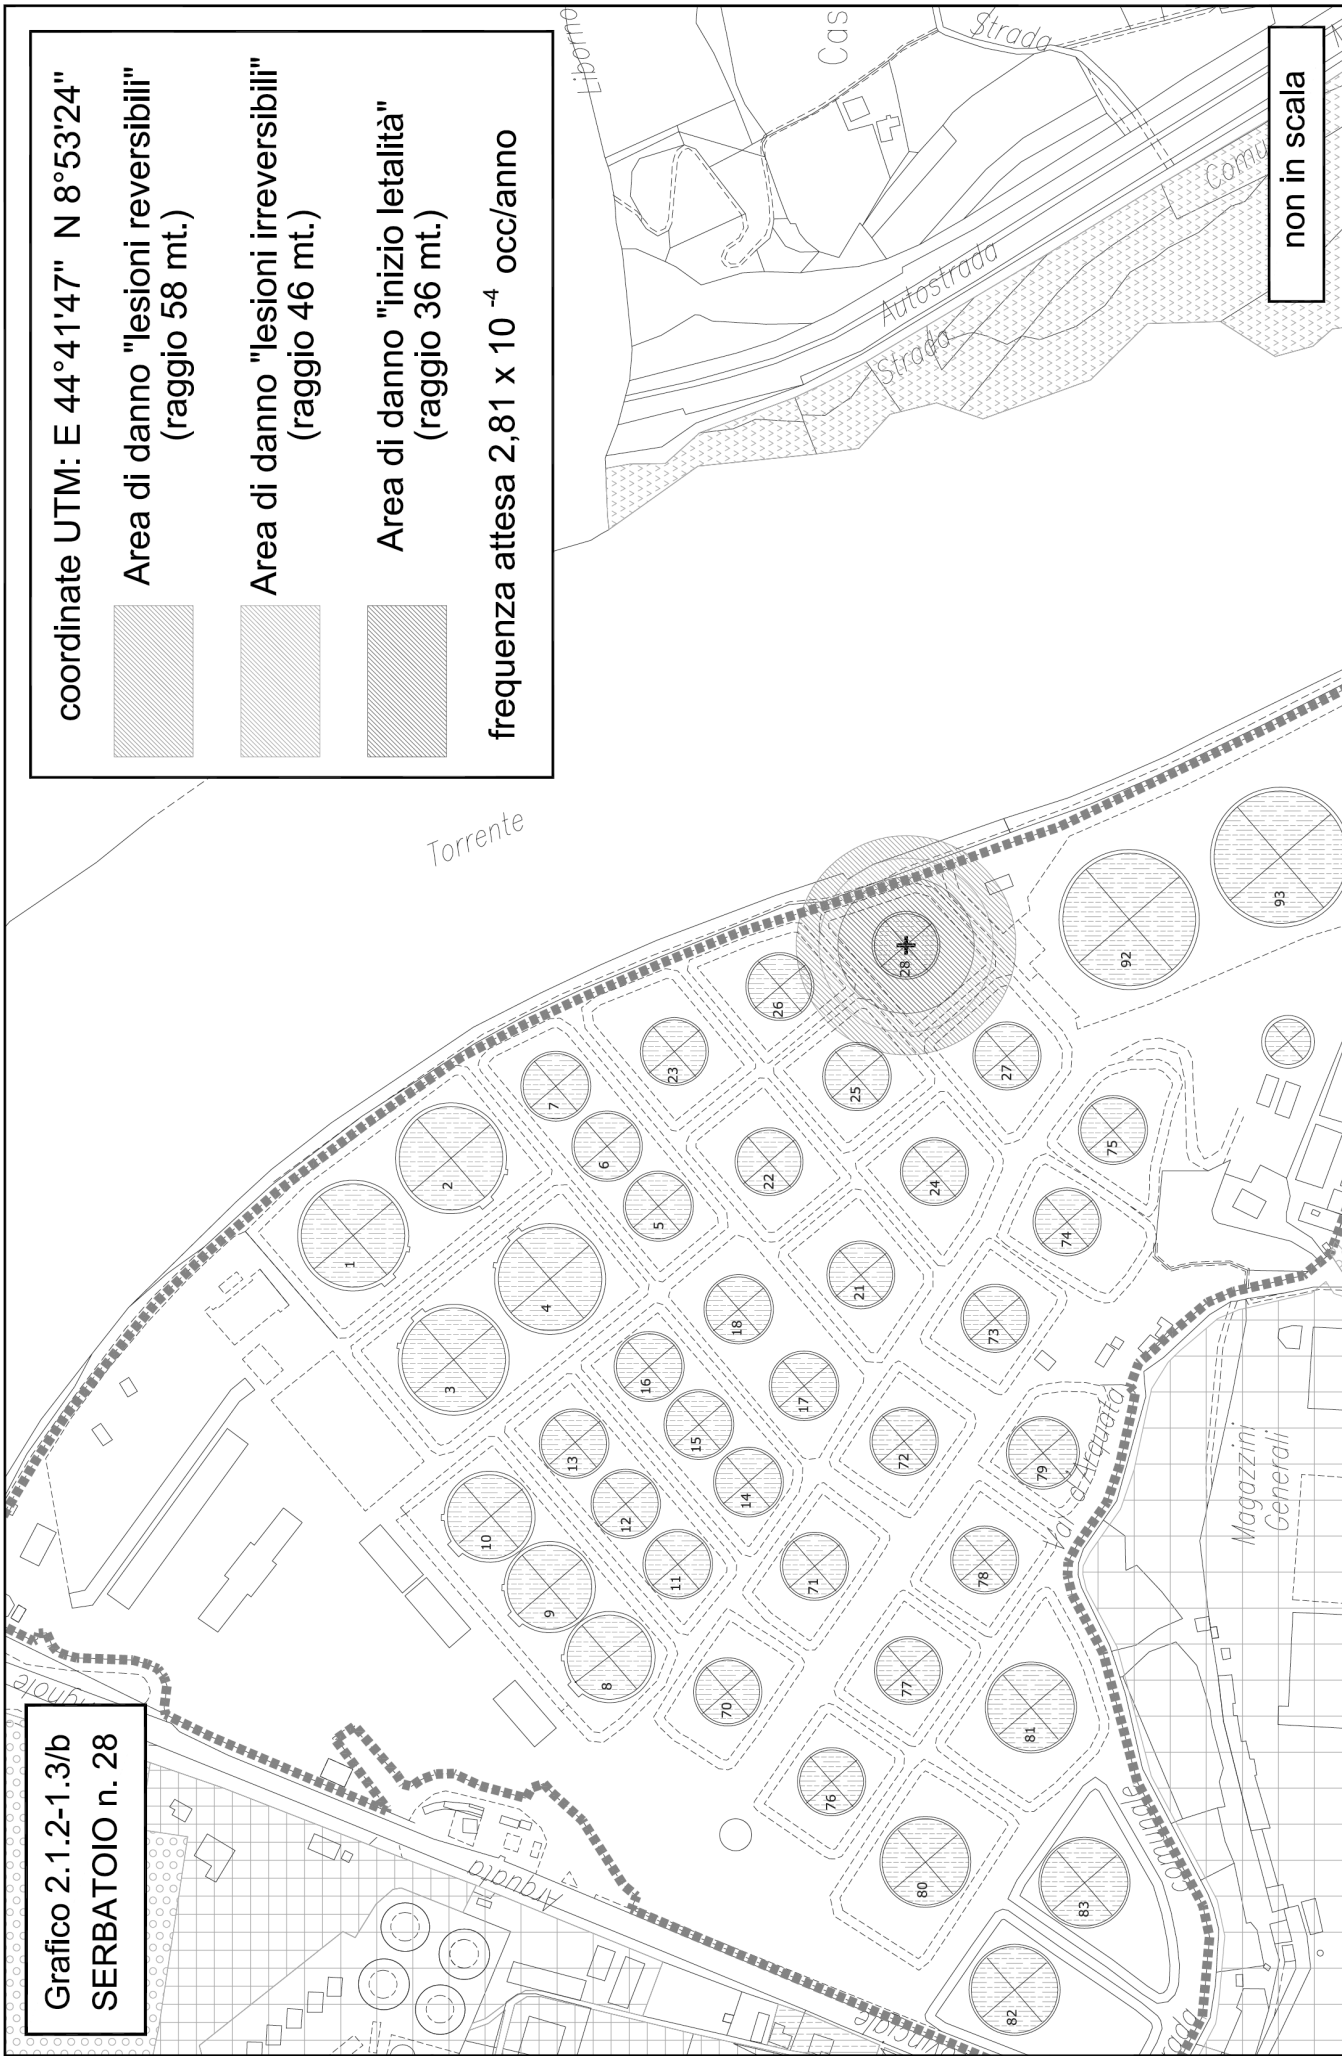 Grafico 2.1.2-1.3/b
SERBATOIO n. 28
coordinate UTM: E 44°41'47" N 8°53'24"
Area di danno "lesioni reversibili"
(raggio 58 mt.)
Area di danno "lesioni irreversibili"
(raggio 46 mt.)
Area di danno "inizio letalità"
(raggio 36 mt.)
frequenza attesa 2,81 x 10 -4 occ/anno
non in scala
Torrente
Autostrada
Strada
Strada
Cas
Magazzini
Generali
d'Arquata
Arquata
1
2
3
4
5
6
7
8
9
10
11
12
13
14
15
16
17
18
21
22
23
24
25
26
27
28
70
71
72
73
74
75
76
77
78
79
80
81
82
83
92
93